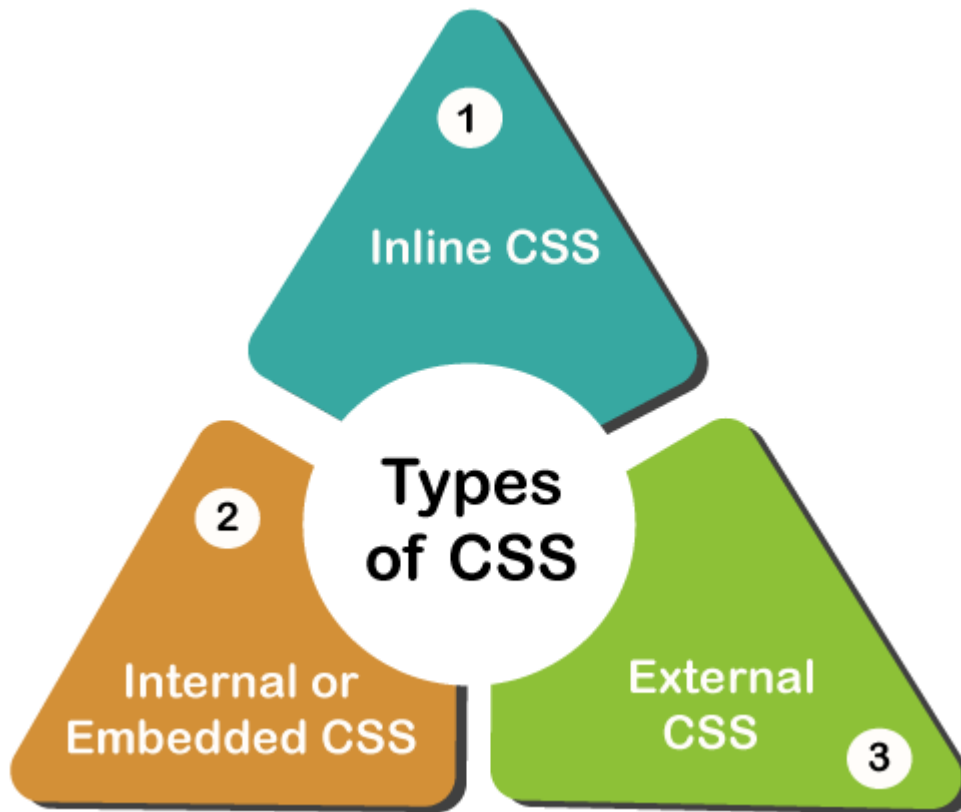 1
Inline CSS
Types
of CSS
2
Internal or
Embedded CSS
External
CSS
3